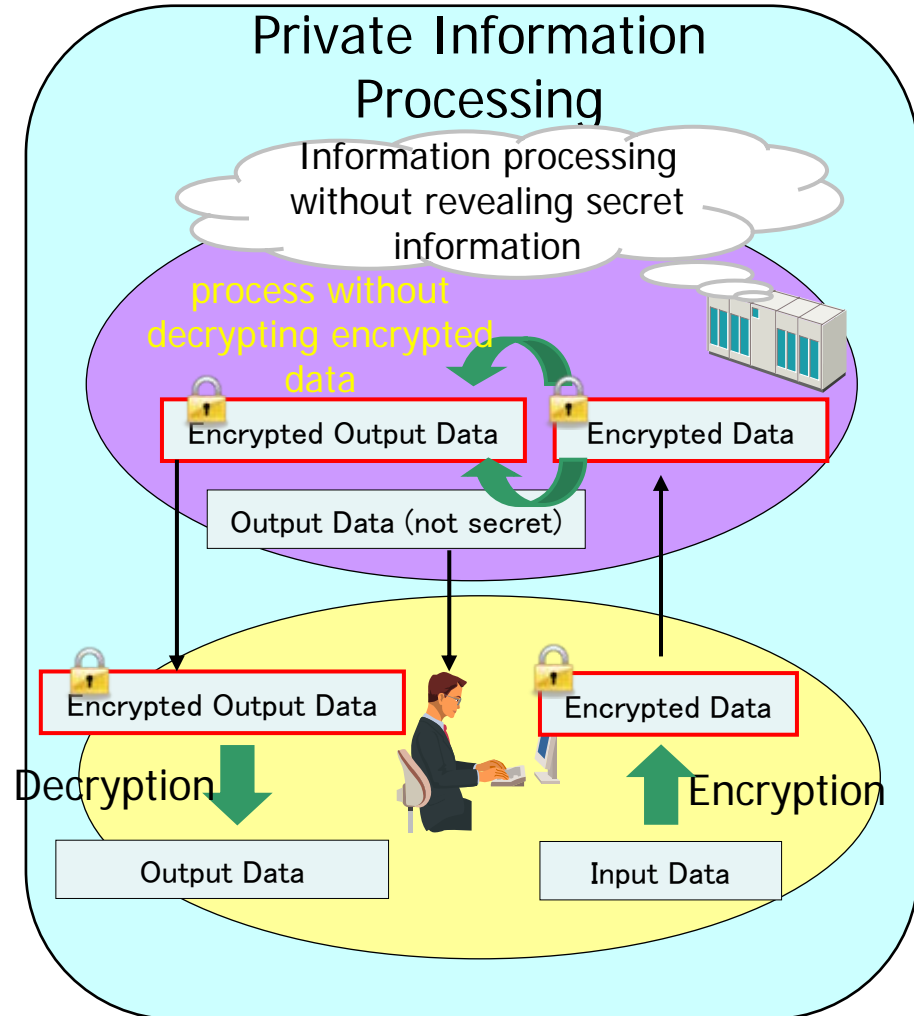 Private Information
Processing
Information processing
without revealing secret
information
process without
decrypting encrypted
data
Encrypted Output Data
Encrypted Data
Output Data (not secret)
Encrypted Output Data
Encrypted Data
Decryption
Encryption
Output Data
Input Data